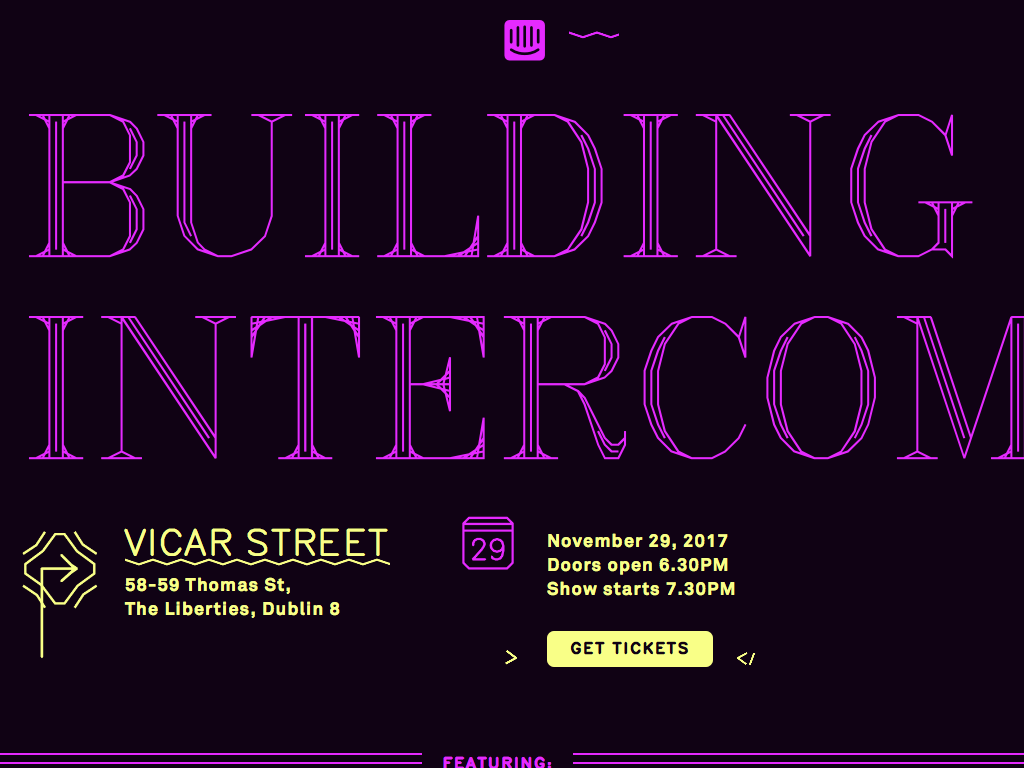 BUILDING
INTERCOM
VICAR STREET
58-59 Thomas St,
The Liberties, Dublin 8
29
November 29, 2017
Doors open 6.30PM
Show starts 7.30PM
> GET TICKETS </
FEATURING: